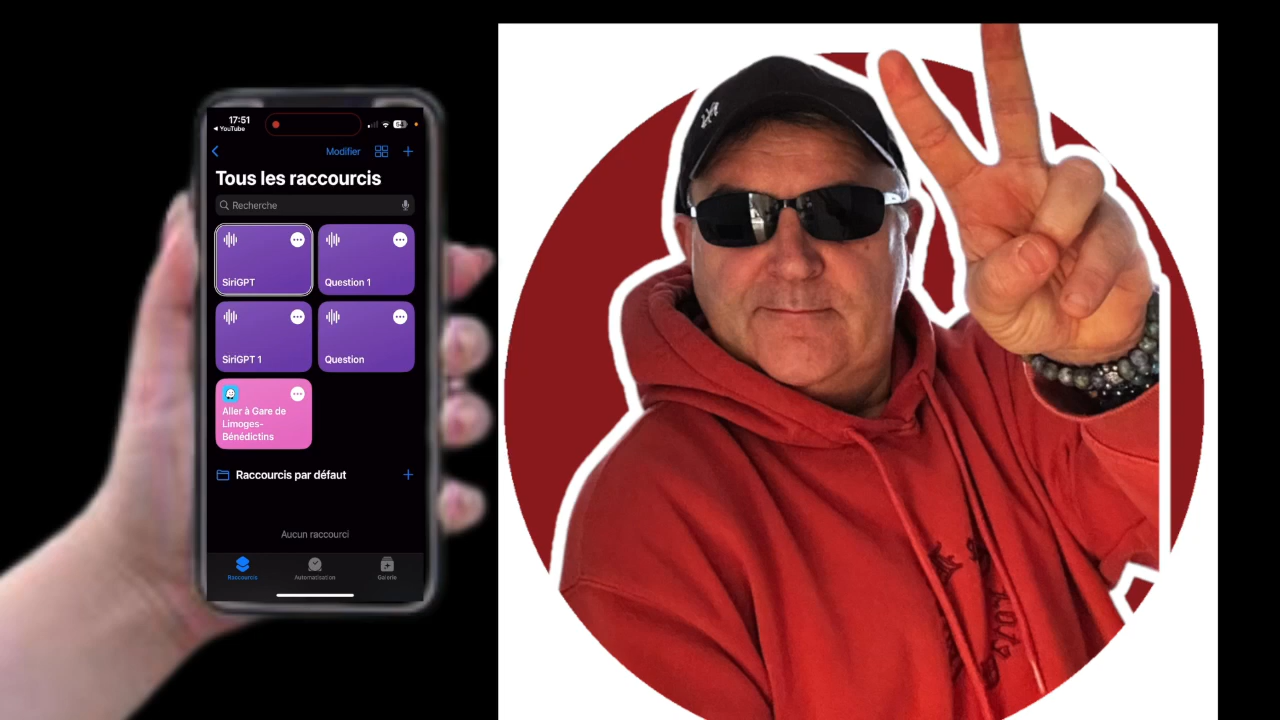 17:51
YouTube
Modifier
Tous les raccourcis
Recherche
SiriGPT
Question 1
SiriGPT 1
Question
Aller à Gare de
Limoges-
Bénédictins
Raccourcis par défaut
Aucun raccourci
Raccourcis
Automatisation
Galerie